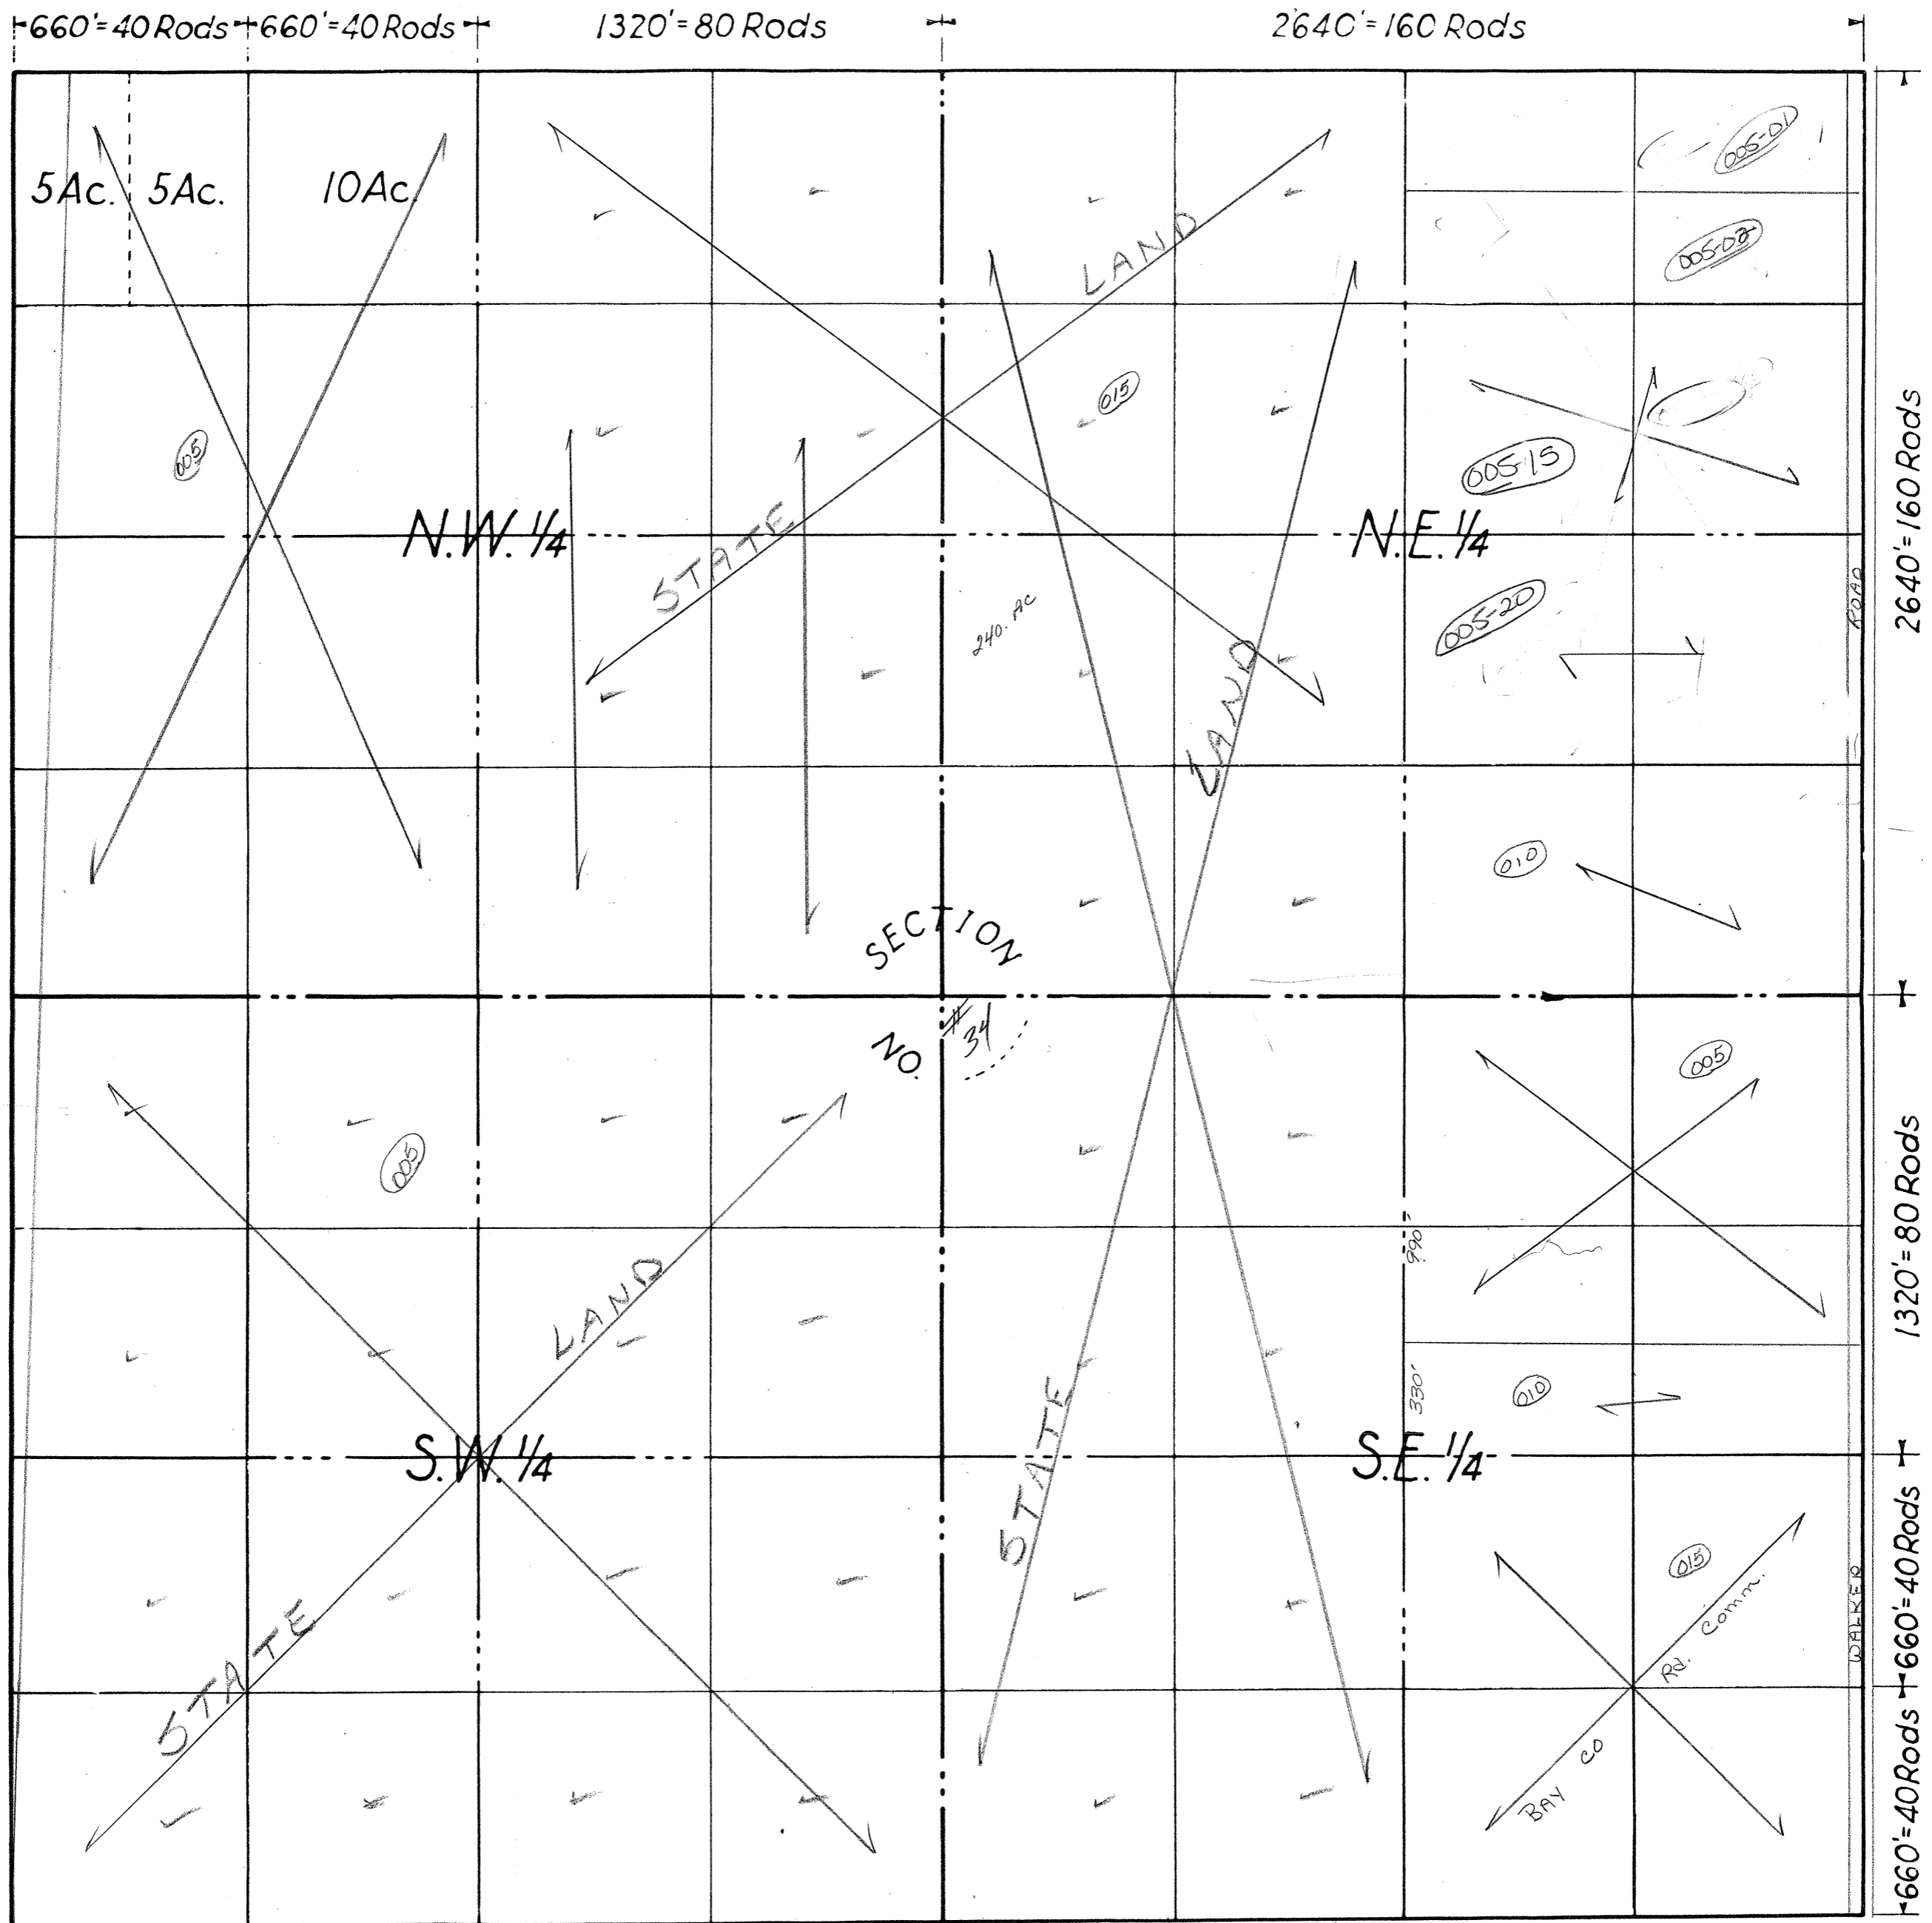 660'=40 Rods 660'=40 Rods 1320'=80 Rods 2640'=160 Rods
5Ac. 5Ac. 10Ac.
005-01
005-02
LAND
015
005
005-15
2640'=160 Rods
N.W. 1/4
STATE
N.E. 1/4
240. AC
005-20
ROAD
LAND
010
SECTION
NO. #34
005
005
1320'=80 Rods
990'
LAND
330'
010
STATE
S.W. 1/4
S.E. 1/4
015
660'=40 Rods
STATE
BAY CO Rd. Comm.
WALKER
660'=40 Rods